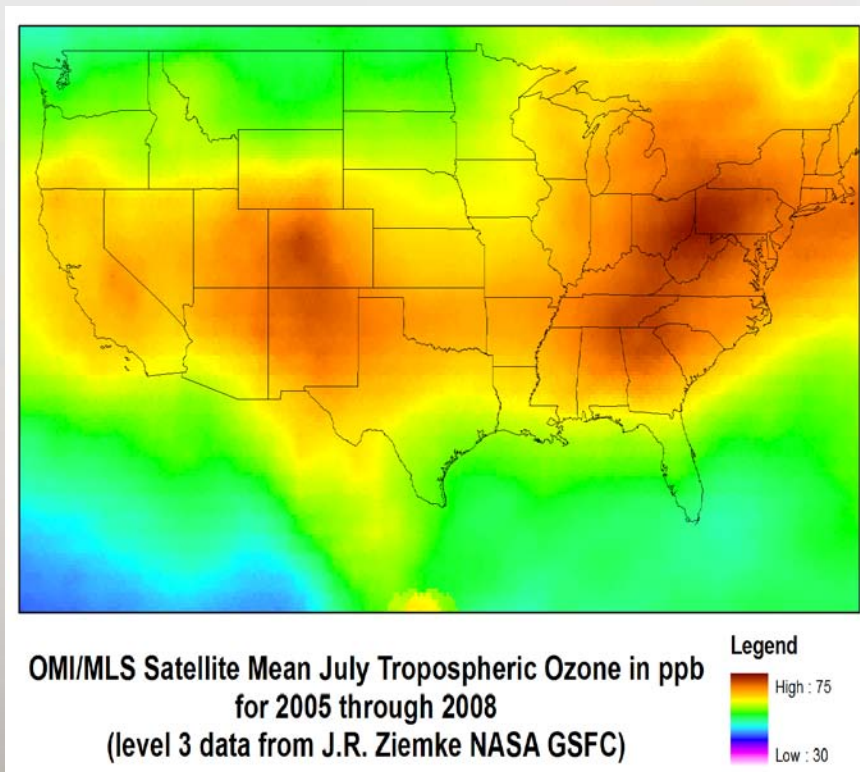 OMI/MLS Satellite Mean July Tropospheric Ozone in ppb
for 2005 through 2008
(level 3 data from J.R. Ziemke NASA GSFC)
Legend
High : 75
Low : 30